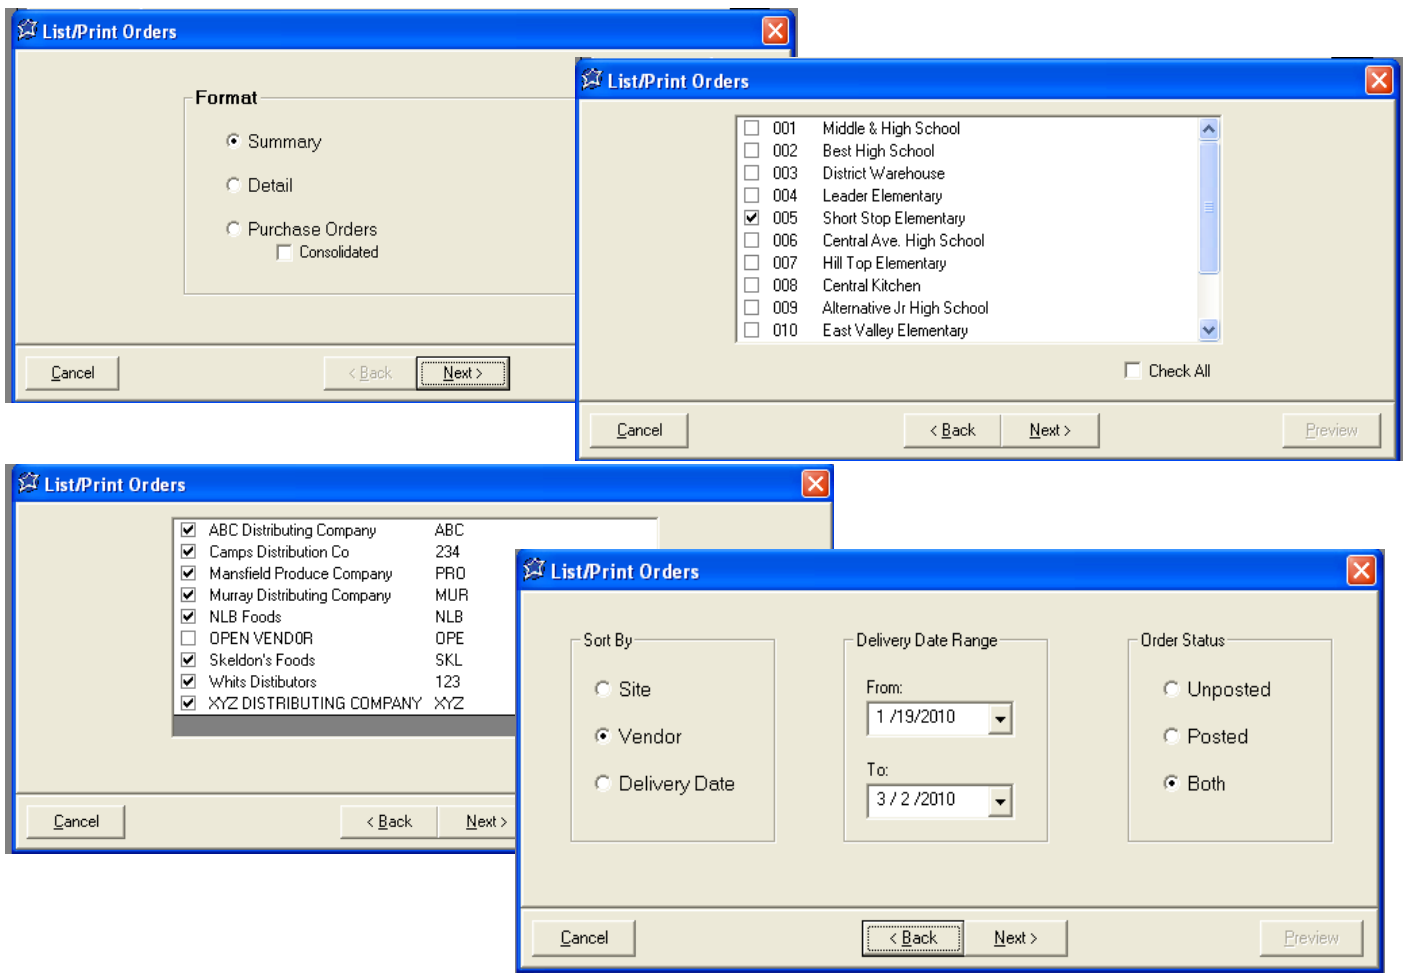 List/Print Orders
Format
Summary
Detail
Purchase Orders
Consolidated
Cancel
< Back
Next >
List/Print Orders
001 Middle & High School
002 Best High School
003 District Warehouse
004 Leader Elementary
005 Short Stop Elementary
006 Central Ave. High School
007 Hill Top Elementary
008 Central Kitchen
009 Alternative Jr High School
010 East Valley Elementary
Check All
Cancel
< Back
Next >
Preview
List/Print Orders
ABC Distributing Company ABC
Camps Distribution Co 234
Mansfield Produce Company PRO
Murray Distributing Company MUR
NLB Foods NLB
OPEN VENDOR OPE
Skeldon's Foods SKL
Whits Distibutors 123
XYZ DISTRIBUTING COMPANY XYZ
Cancel
< Back
Next >
List/Print Orders
Sort By
Site
Vendor
Delivery Date
Delivery Date Range
From:
1 /19/2010
To:
3 / 2 /2010
Order Status
Unposted
Posted
Both
Cancel
< Back
Next >
Preview